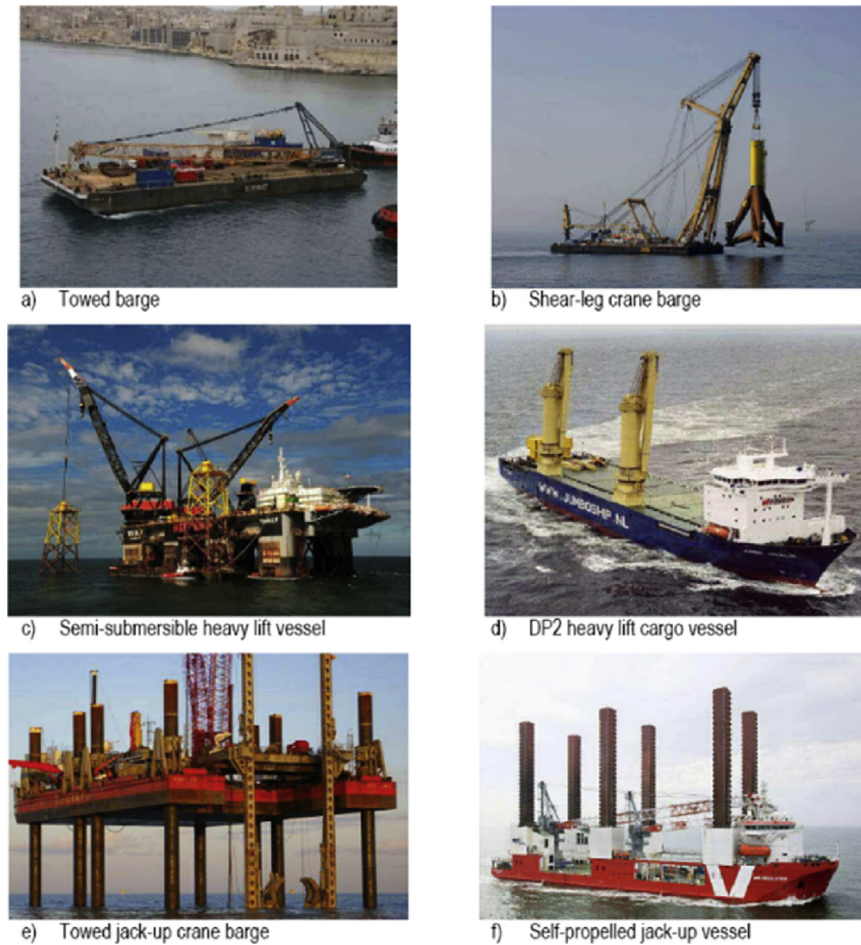 a) Towed barge
b) Shear-leg crane barge
c) Semi-submersible heavy lift vessel
WWW.JUMBOSHIP.NL
d) DP2 heavy lift cargo vessel
e) Towed jack-up crane barge
f) Self-propelled jack-up vessel